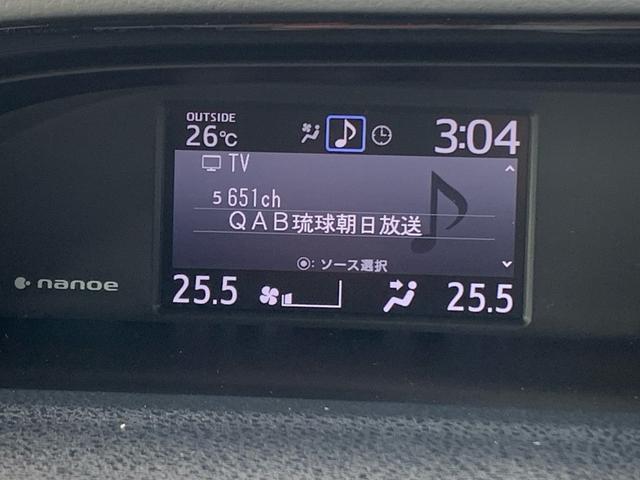 OUTSIDE
26℃
3:04
TV
5 651ch
QAB琉球朝日放送
◉: ソース選択
nanoe
25.5
25.5